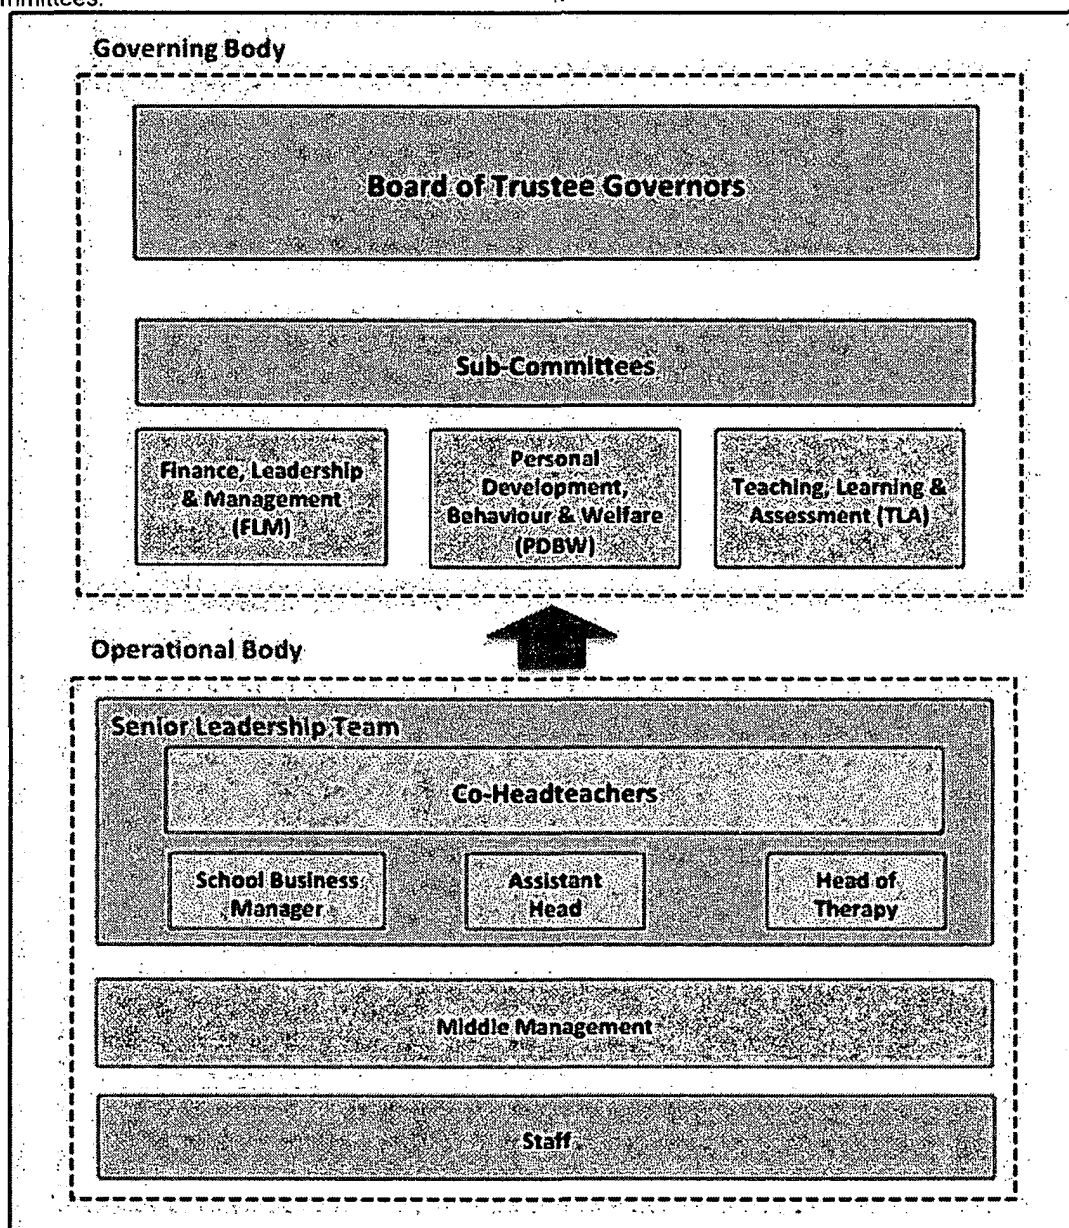 mmittees.
Governing Body
Board of Trustee Governors
Sub-Committees
Finance, Leadership
& Management
(FLM)
Personal
Development,
Behaviour & Welfare
(PDBW)
Teaching, Learning &
Assessment (TLA)
Operational Body
Senior Leadership Team
Co-Headteachers
School Business
Manager
Assistant
Head
Head of
Therapy
Middle Management
Staff